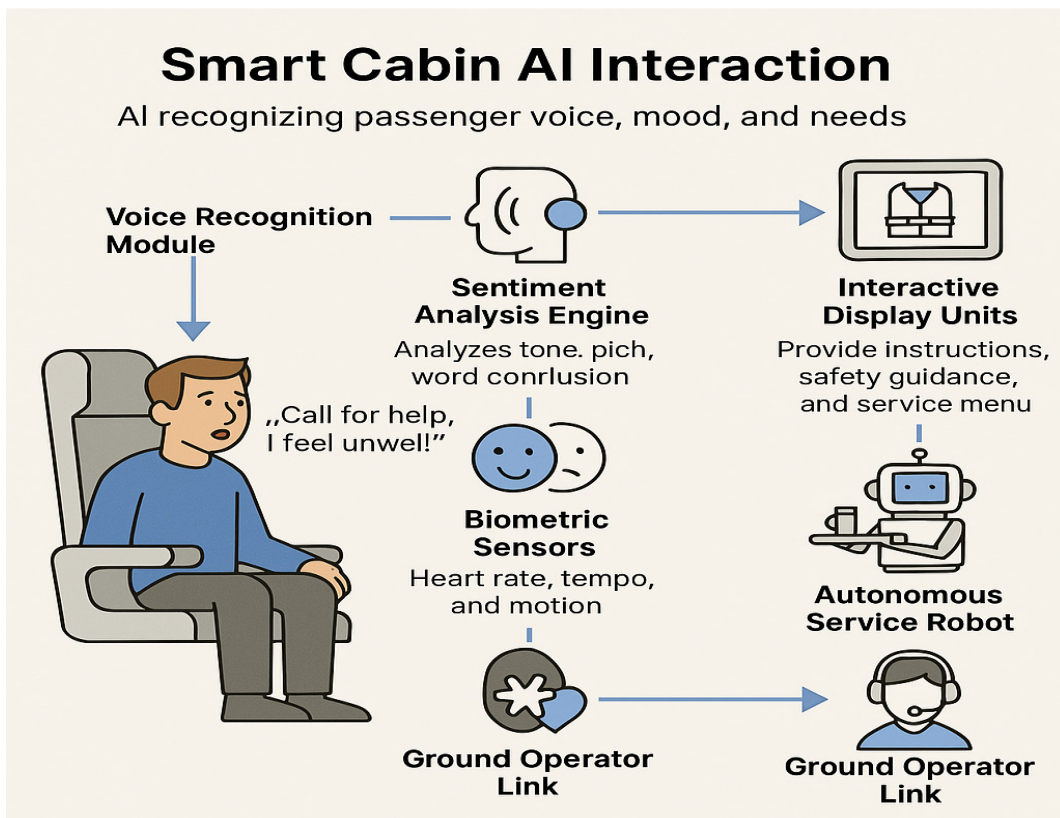 Smart Cabin AI Interaction
AI recognizing passenger voice, mood, and needs
Voice Recognition
Module
„Call for help,
I feel unwel!”
Sentiment
Analysis Engine
Analyzes tone. pich,
word conrlusion
Biometric
Sensors
Heart rate, tempo,
and motion
Ground Operator
Link
Interactive
Display Units
Provide instructions,
safety guidance,
and service menu
Autonomous
Service Robot
Ground Operator
Link